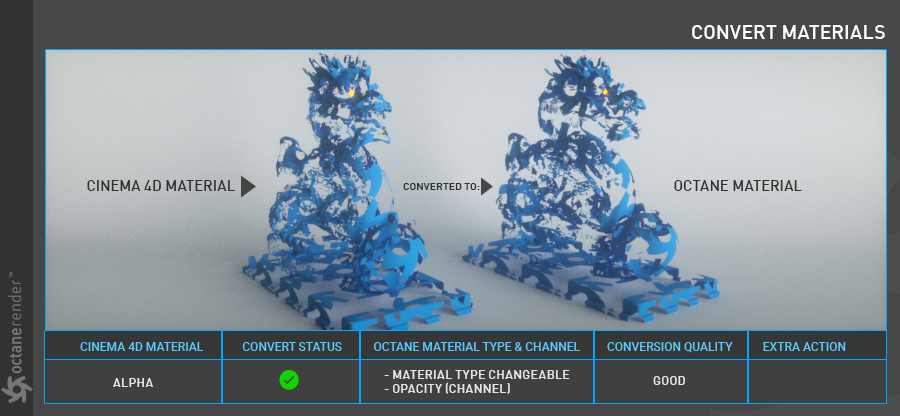 CONVERT MATERIALS
CINEMA 4D MATERIAL
CONVERTED TO:
OCTANE MATERIAL
CINEMA 4D MATERIAL
CONVERT STATUS
OCTANE MATERIAL TYPE & CHANNEL
CONVERSION QUALITY
EXTRA ACTION
ALPHA
- MATERIAL TYPE CHANGEABLE
- OPACITY (CHANNEL)
GOOD
octanerender™